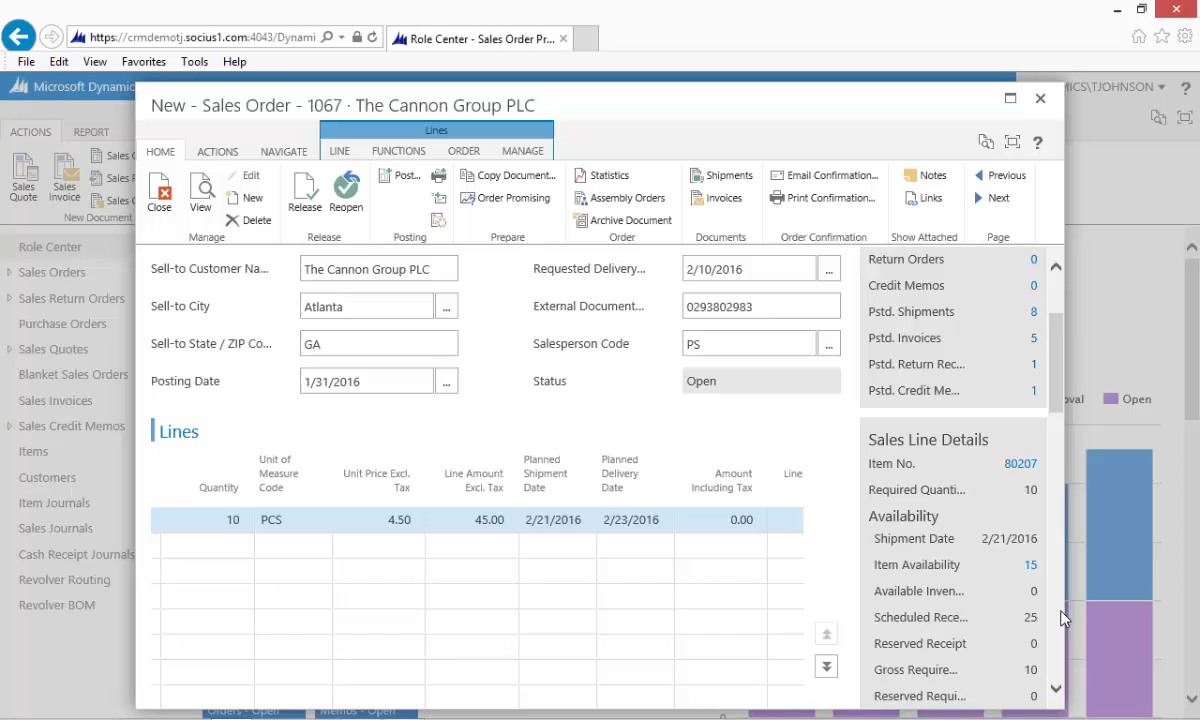 https://crmdemotj.socius1.com:4043/Dynami
Role Center - Sales Order Pr...
File Edit View Favorites Tools Help
Microsoft Dynamic
MICS\TJOHNSON
?
New - Sales Order - 1067 · The Cannon Group PLC
ACTIONS REPORT
Lines
HOME ACTIONS NAVIGATE LINE FUNCTIONS ORDER MANAGE
?
Sales Quote
Sales Invoice
Sales
Sales
Sales
New Document
Close
View
Edit
New
Delete
Manage
Release
Reopen
Release
Post...
Posting
Copy Document...
Order Promising
Prepare
Statistics
Assembly Orders
Archive Document
Order
Shipments
Invoices
Documents
Email Confirmation...
Print Confirmation...
Order Confirmation
Notes
Links
Show Attached
Previous
Next
Page
Role Center
Sales Orders
Sales Return Orders
Purchase Orders
Sales Quotes
Blanket Sales Orders
Sales Invoices
Sales Credit Memos
Items
Customers
Item Journals
Sales Journals
Cash Receipt Journals
Revolver Routing
Revolver BOM
Sell-to Customer Na... The Cannon Group PLC
Sell-to City Atlanta ...
Sell-to State / ZIP Co... GA
Posting Date 1/31/2016 ...
Requested Delivery... 2/10/2016 ...
External Document... 0293802983
Salesperson Code PS ...
Status Open
Lines
Quantity
Unit of Measure Code
Unit Price Excl. Tax
Line Amount Excl. Tax
Planned Shipment Date
Planned Delivery Date
Amount Including Tax
Line
10 PCS 4.50 45.00 2/21/2016 2/23/2016 0.00
Return Orders 0
Credit Memos 0
Pstd. Shipments 8
Pstd. Invoices 5
Pstd. Return Rec... 1
Pstd. Credit Me... 1
Sales Line Details
Item No. 80207
Required Quanti... 10
Availability
Shipment Date 2/21/2016
Item Availability 15
Available Inven... 0
Scheduled Rece... 25
Reserved Receipt 0
Gross Require... 10
Reserved Requi... 0
oval Open
Orders - Open Memos - Open
0